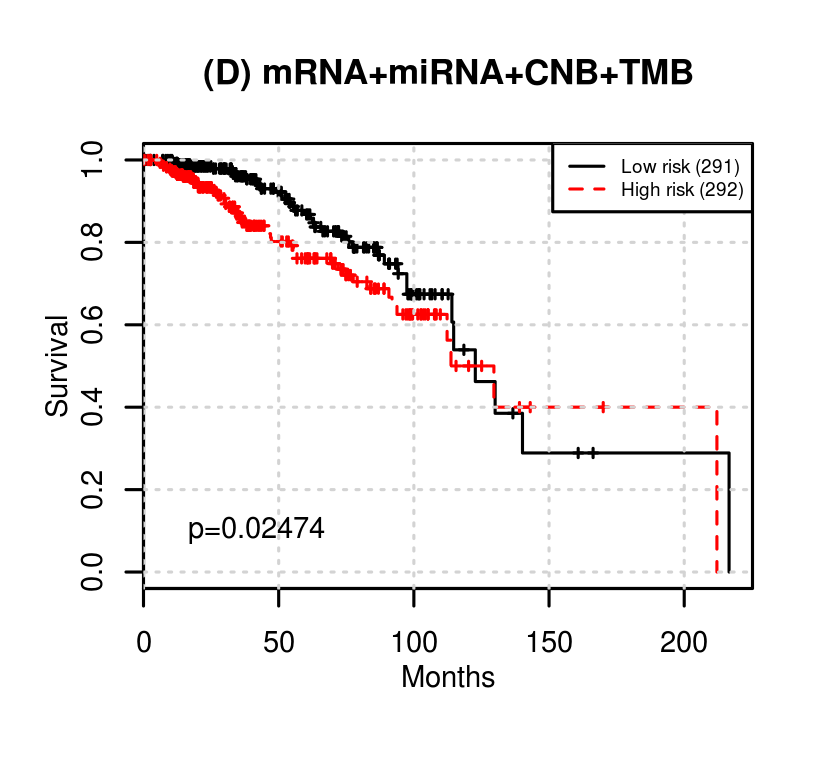 (D) mRNA+miRNA+CNB+TMB
Low risk (291)
High risk (292)
1.0
0.8
0.6
0.4
0.2
0.0
Survival
p=0.02474
0 50 100 150 200
Months